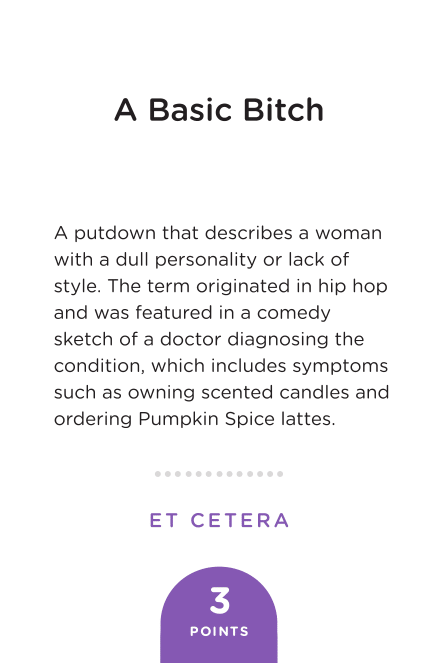 A Basic Bitch
A putdown that describes a woman
with a dull personality or lack of
style. The term originated in hip hop
and was featured in a comedy
sketch of a doctor diagnosing the
condition, which includes symptoms
such as owning scented candles and
ordering Pumpkin Spice lattes.
ET CETERA
3
POINTS